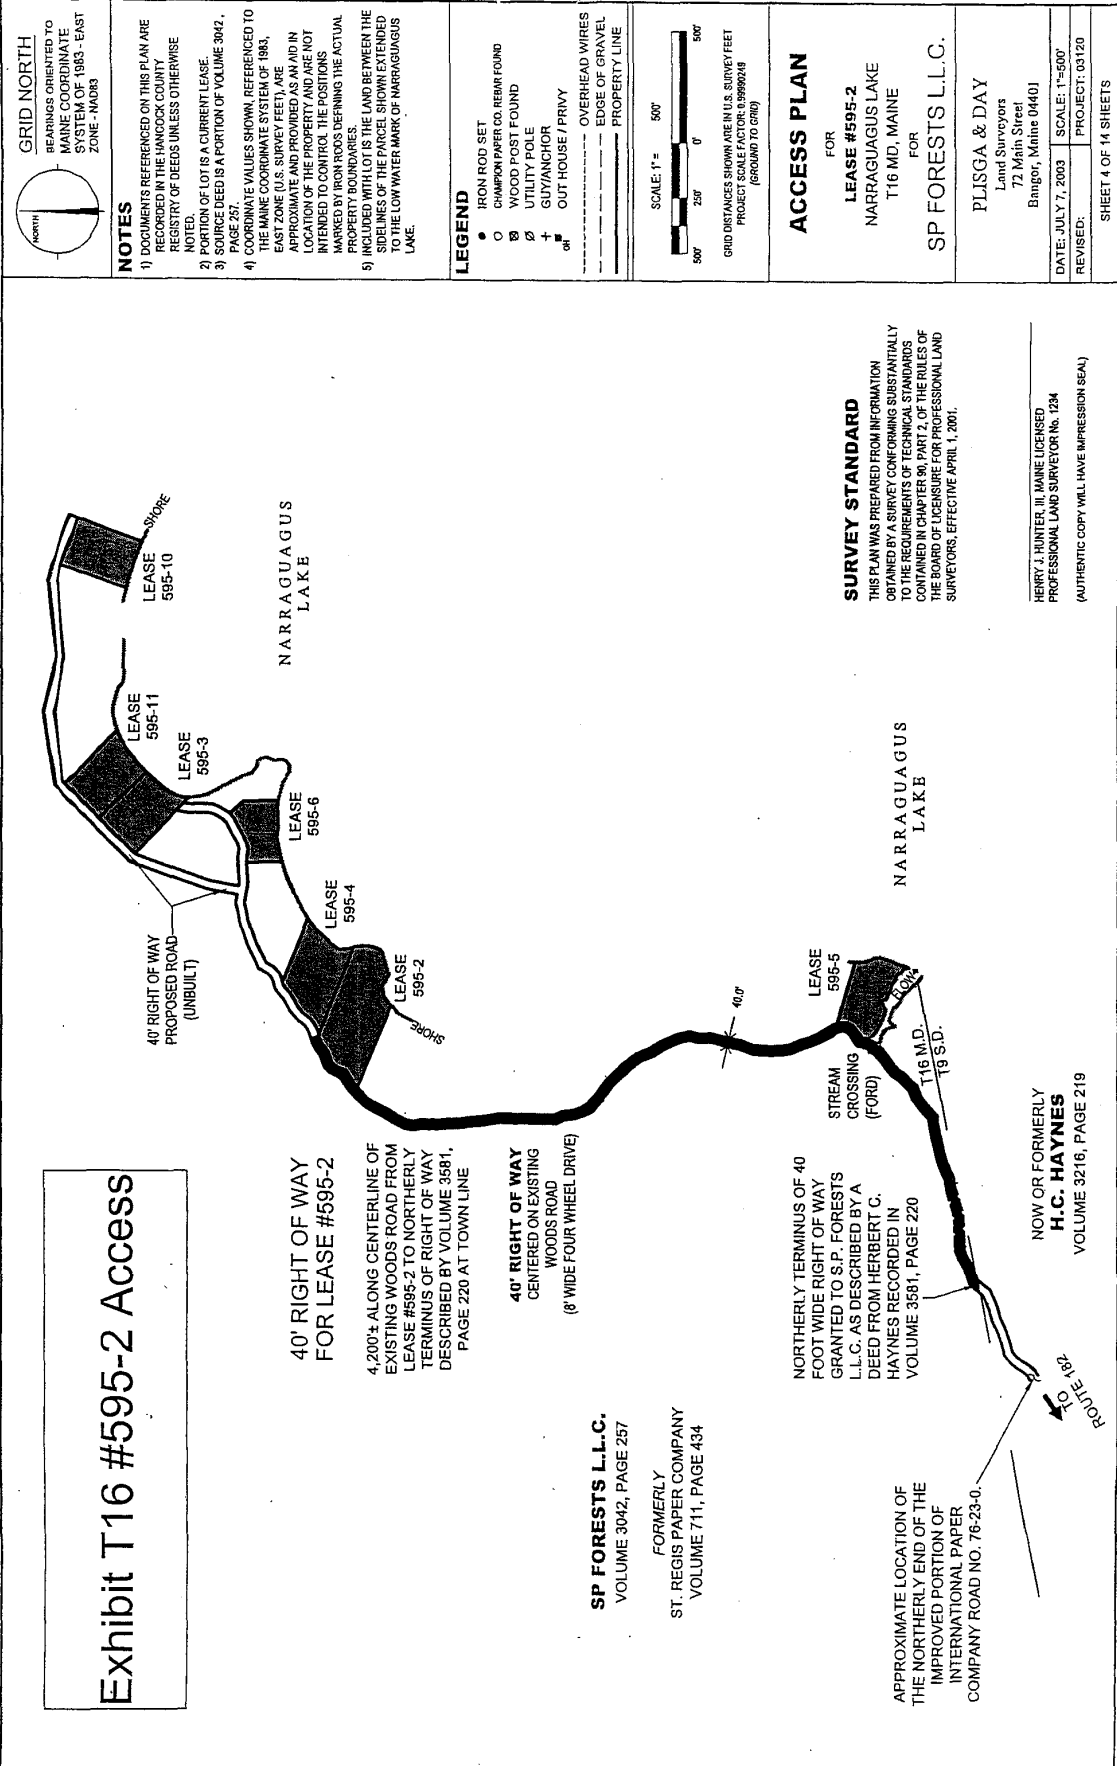 Exhibit T16 #595-2 Access
40' RIGHT OF WAY
FOR LEASE #595-2
4,200'± ALONG CENTERLINE OF
EXISTING WOODS ROAD FROM
LEASE #595-2 TO NORTHERLY
TERMINUS OF RIGHT OF WAY
DESCRIBED BY VOLUME 3581,
PAGE 220 AT TOWN LINE
40' RIGHT OF WAY
CENTERED ON EXISTING
WOODS ROAD
(8' WIDE FOUR WHEEL DRIVE)
SP FORESTS L.L.C.
VOLUME 3042, PAGE 257
FORMERLY
ST. REGIS PAPER COMPANY
VOLUME 711, PAGE 434
NORTHERLY TERMINUS OF 40
FOOT WIDE RIGHT OF WAY
GRANTED TO S.P. FORESTS
L.L.C. AS DESCRIBED BY A
DEED FROM HERBERT C.
HAYNES RECORDED IN
VOLUME 3581, PAGE 220
APPROXIMATE LOCATION OF
THE NORTHERLY END OF THE
IMPROVED PORTION OF
INTERNATIONAL PAPER
COMPANY ROAD NO. 76-23-0.
TO
ROUTE 182
NOW OR FORMERLY
H.C. HAYNES
VOLUME 3216, PAGE 219
40' RIGHT OF WAY
PROPOSED ROAD
(UNBUILT)
LEASE
595-2
SHORE
LEASE
595-4
LEASE
595-6
LEASE
595-3
LEASE
595-11
LEASE
595-10
SHORE
NARRAGUAGUS
LAKE
40.0'
LEASE
595-5
FLOW
STREAM
CROSSING
(FORD)
T16 M.D.
T9 S.D.
NARRAGUAGUS
LAKE
SURVEY STANDARD
THIS PLAN WAS PREPARED FROM INFORMATION
OBTAINED BY A SURVEY CONFORMING SUBSTANTIALLY
TO THE REQUIREMENTS OF TECHNICAL STANDARDS
CONTAINED IN CHAPTER 90, PART 2, OF THE RULES OF
THE BOARD OF LICENSURE FOR PROFESSIONAL LAND
SURVEYORS, EFFECTIVE APRIL 1, 2001.
HENRY J. HUNTER, III, MAINE LICENSED
PROFESSIONAL LAND SURVEYOR No. 1234
(AUTHENTIC COPY WILL HAVE IMPRESSION SEAL)
NORTH
GRID NORTH
BEARINGS ORIENTED TO
MAINE COORDINATE
SYSTEM OF 1983 - EAST
ZONE - NAD83
NOTES
1) DOCUMENTS REFERENCED ON THIS PLAN ARE
RECORDED IN THE HANCOCK COUNTY
REGISTRY OF DEEDS UNLESS OTHERWISE
NOTED.
2) PORTION OF LOT IS A CURRENT LEASE.
3) SOURCE DEED IS A PORTION OF VOLUME 3042,
PAGE 257.
4) COORDINATE VALUES SHOWN, REFERENCED TO
THE MAINE COORDINATE SYSTEM OF 1983,
EAST ZONE (U.S. SURVEY FEET), ARE
APPROXIMATE AND PROVIDED AS AN AID IN
LOCATION OF THE PROPERTY AND ARE NOT
INTENDED TO CONTROL THE POSITIONS
MARKED BY IRON RODS DEFINING THE ACTUAL
PROPERTY BOUNDARIES.
5) INCLUDED WITH LOT IS THE LAND BETWEEN THE
SIDELINES OF THE PARCEL SHOWN EXTENDED
TO THE LOW WATER MARK OF NARRAGUAGUS
LAKE.
LEGEND
IRON ROD SET
CHAMPION PAPER CO. REBAR FOUND
WOOD POST FOUND
UTILITY POLE
GUY/ANCHOR
OH OUT HOUSE / PRIVY
OVERHEAD WIRES
EDGE OF GRAVEL
PROPERTY LINE
SCALE: 1"= 500'
500' 250' 0' 500'
GRID DISTANCES SHOWN ARE IN U.S. SURVEY FEET
PROJECT SCALE FACTOR: 0.99990249
(GROUND TO GRID)
ACCESS PLAN
FOR
LEASE #595-2
NARRAGUAGUS LAKE
T16 MD, MAINE
FOR
SP FORESTS L.L.C.
PLISGA & DAY
Land Surveyors
72 Main Street
Bangor, Maine 04401
DATE: JULY 7, 2003 SCALE: 1"=500'
REVISED: PROJECT: 03120
SHEET 4 OF 14 SHEETS